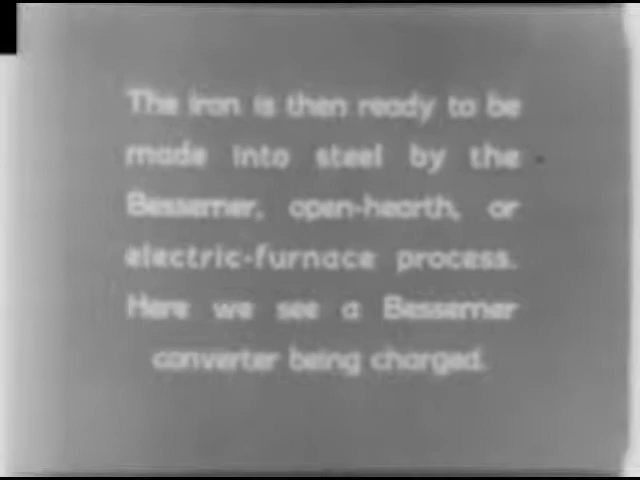 The iron is then ready to be
made into steel by the
Bessemer, open-hearth, or
electric-furnace process.
Here we see a Bessemer
converter being charged.